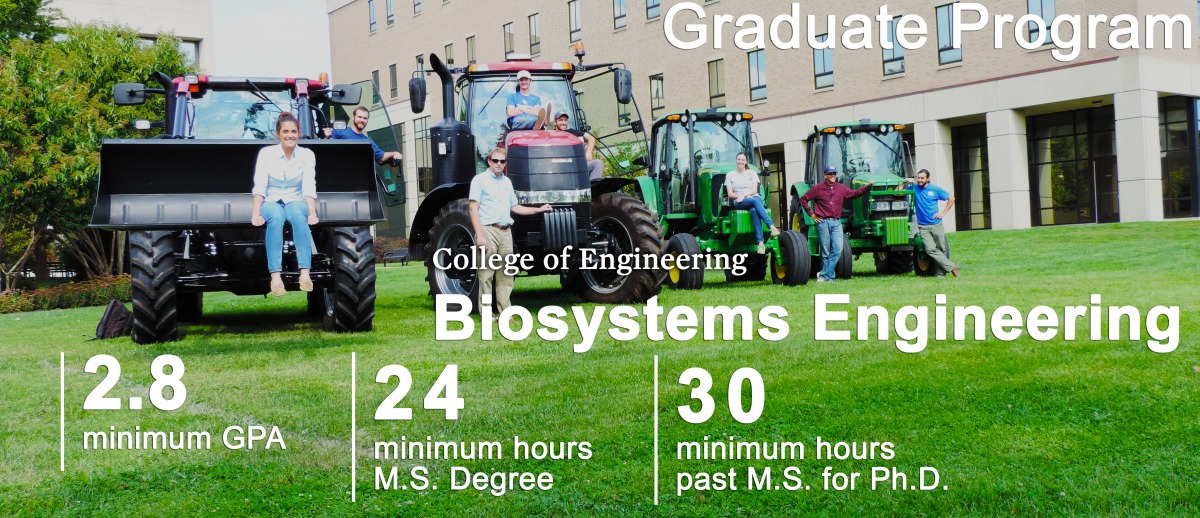 Graduate Program
College of Engineering
Biosystems Engineering
2.8
minimum GPA
24
minimum hours
M.S. Degree
30
minimum hours
past M.S. for Ph.D.